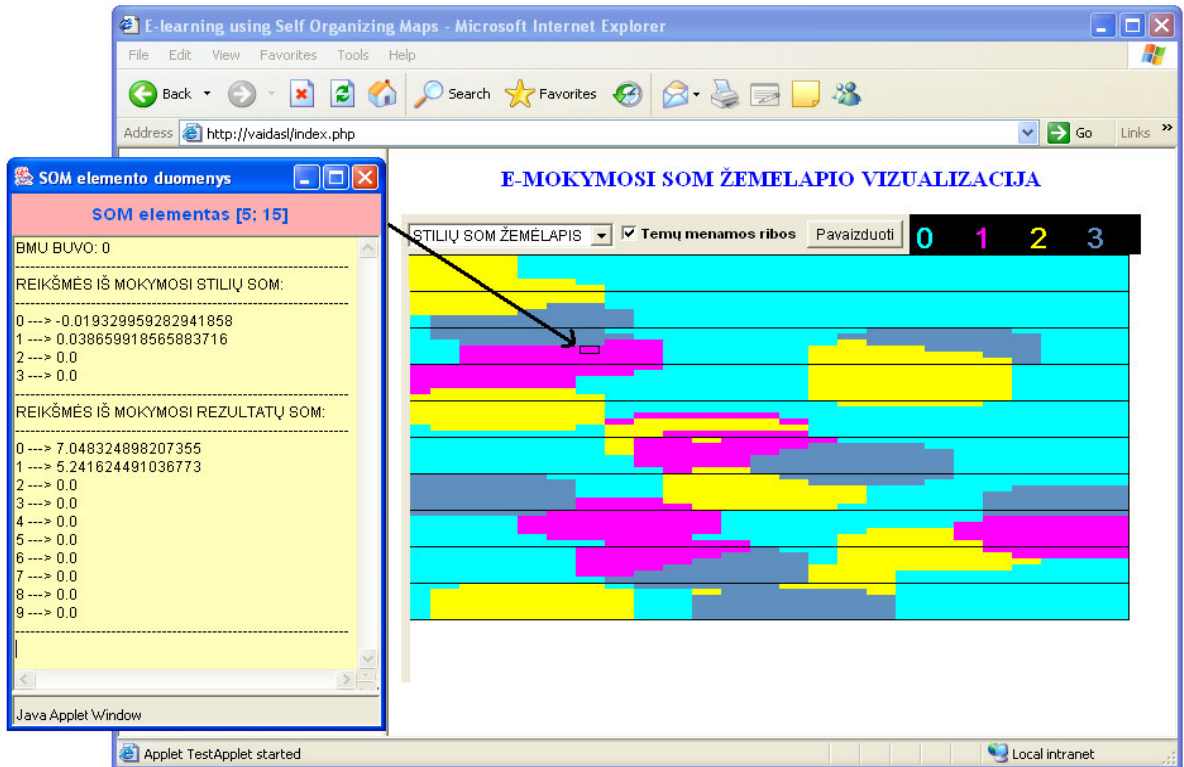 E-learning using Self Organizing Maps - Microsoft Internet Explorer
File Edit View Favorites Tools Help
Back Search Favorites
Address http://vaidasl/index.php Go Links »
SOM elemento duomenys
SOM elementas [5; 15]
BMU BUVO: 0
REIKŠMĖS IŠ MOKYMOSI STILIŲ SOM:
0 ---> -0.019329959282941858
1 ---> 0.038659918565883716
2 ---> 0.0
3 ---> 0.0
REIKŠMĖS IŠ MOKYMOSI REZULTATŲ SOM:
0 ---> 7.048324898207355
1 ---> 5.241624491036773
2 ---> 0.0
3 ---> 0.0
4 ---> 0.0
5 ---> 0.0
6 ---> 0.0
7 ---> 0.0
8 ---> 0.0
9 ---> 0.0
Java Applet Window
E-MOKYMOSI SOM ŽEMELAPIO VIZUALIZACIJA
STILIŲ SOM ŽEMĖLAPIS Temų menamos ribos Pavaizduoti 0 1 2 3
Applet TestApplet started Local intranet